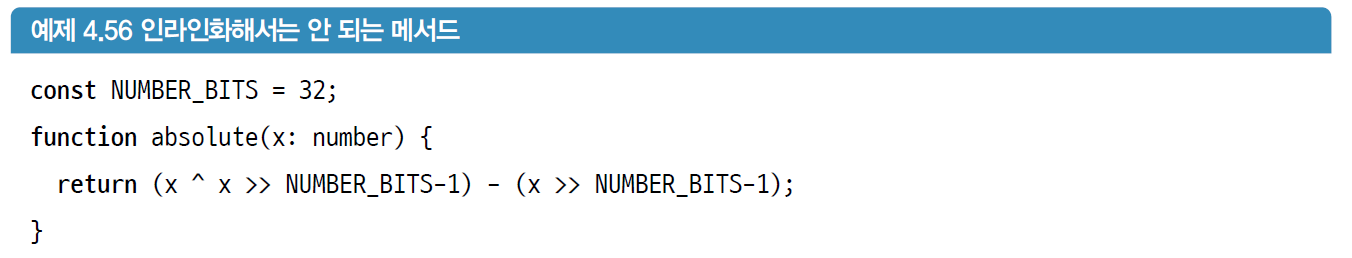 예제 4.56 인라인화해서는 안 되는 메서드
const NUMBER_BITS = 32;
function absolute(x: number) {
return (x ^ x >> NUMBER_BITS-1) - (x >> NUMBER_BITS-1);
}